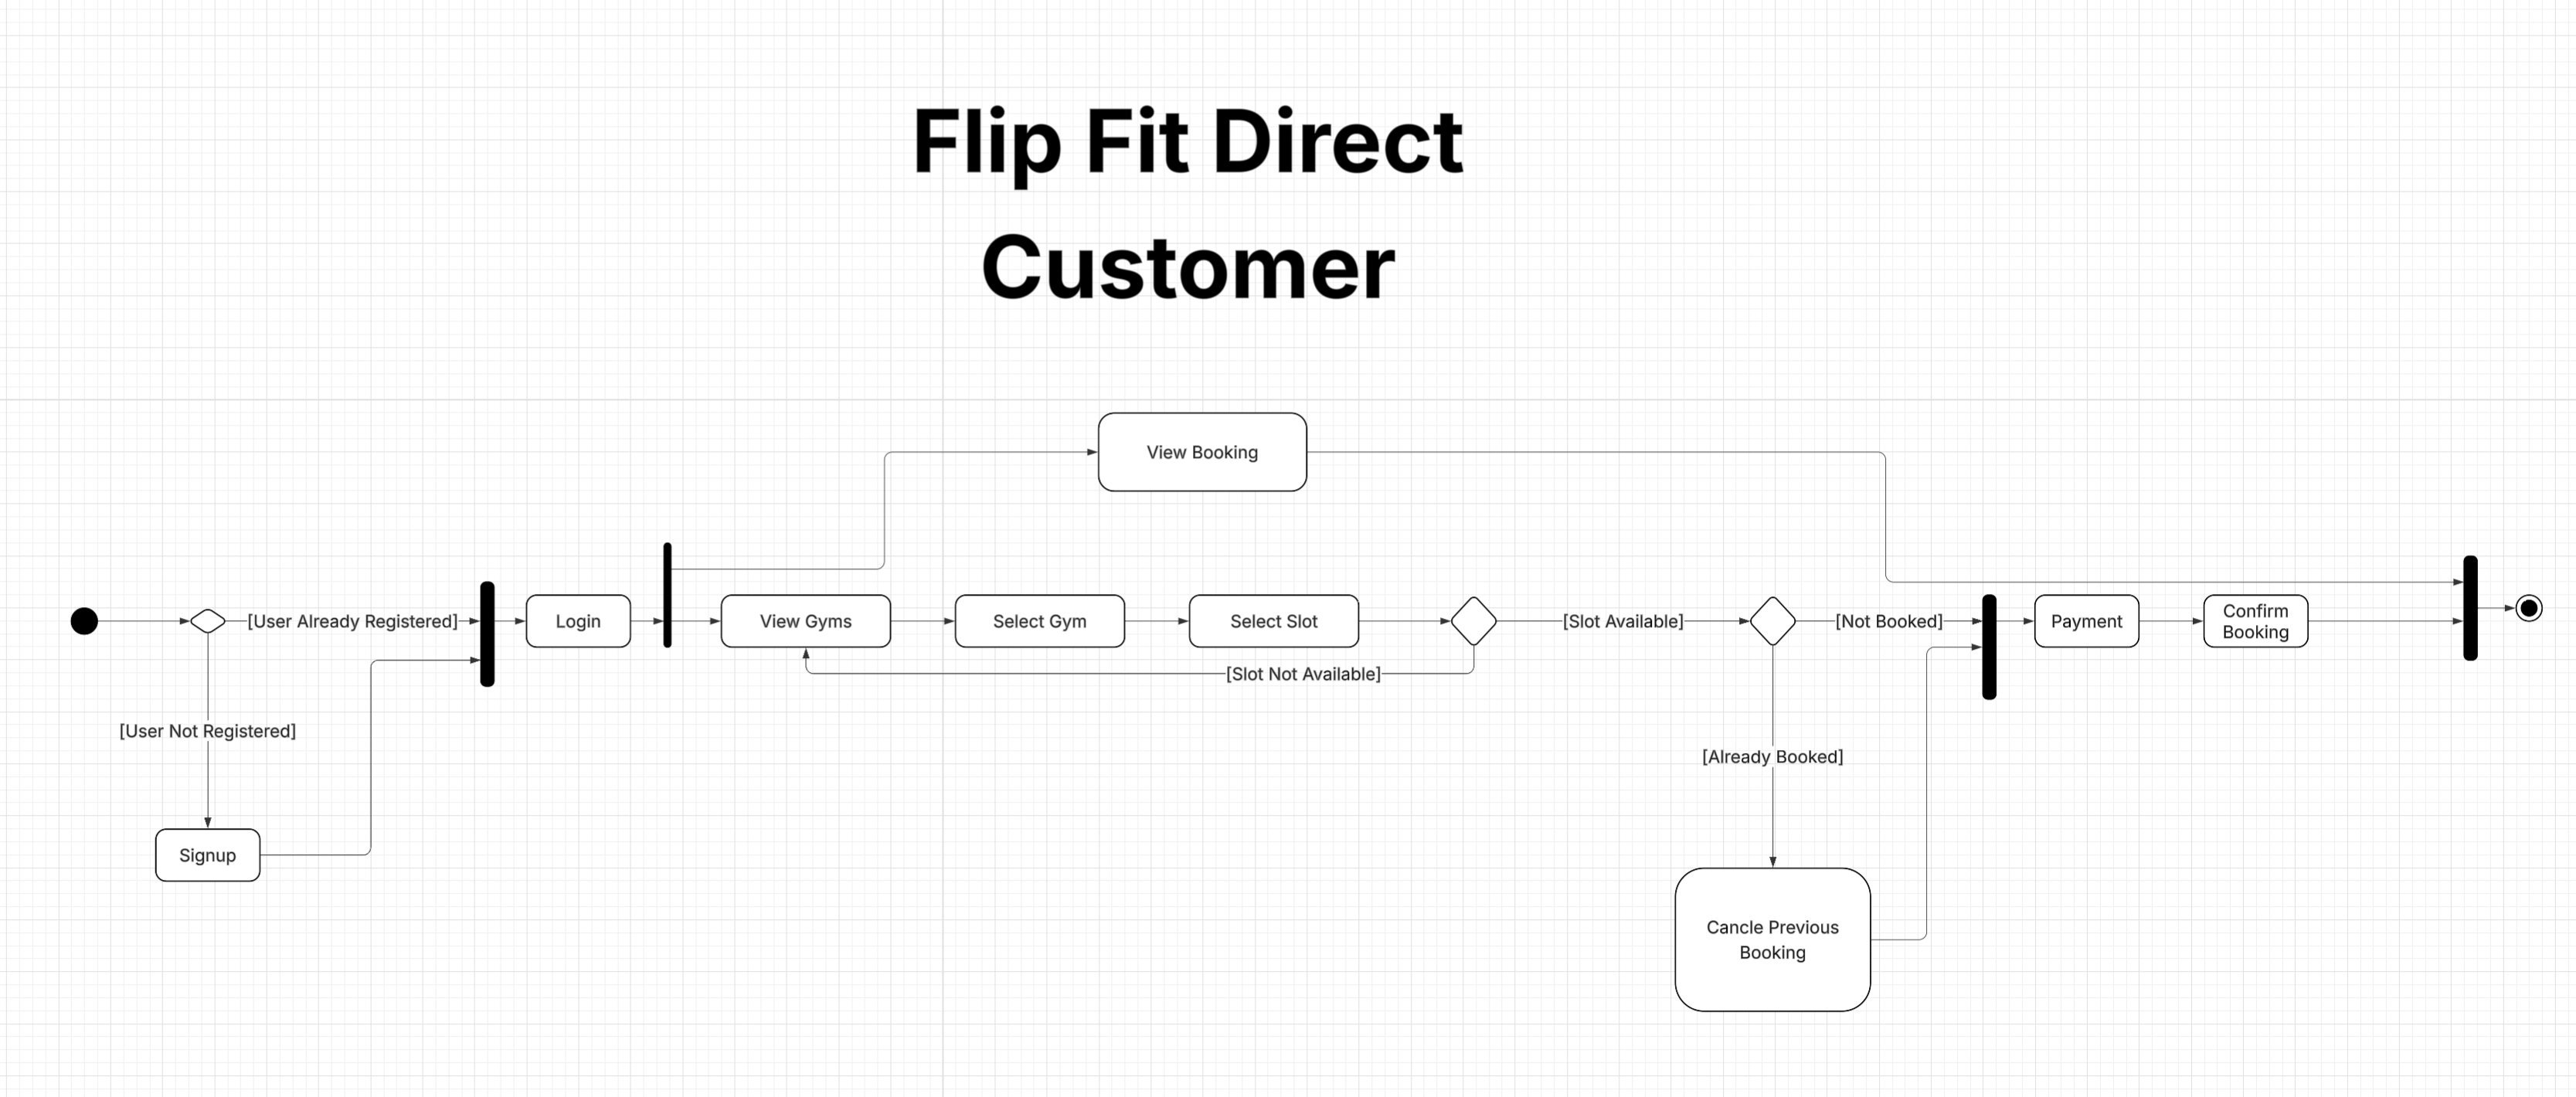 Flip Fit Direct
Customer
View Booking
[User Already Registered]
Login
View Gyms
Select Gym
Select Slot
[Slot Available]
[Not Booked]
Payment
Confirm
Booking
[Slot Not Available]
[User Not Registered]
[Already Booked]
Signup
Cancle Previous
Booking